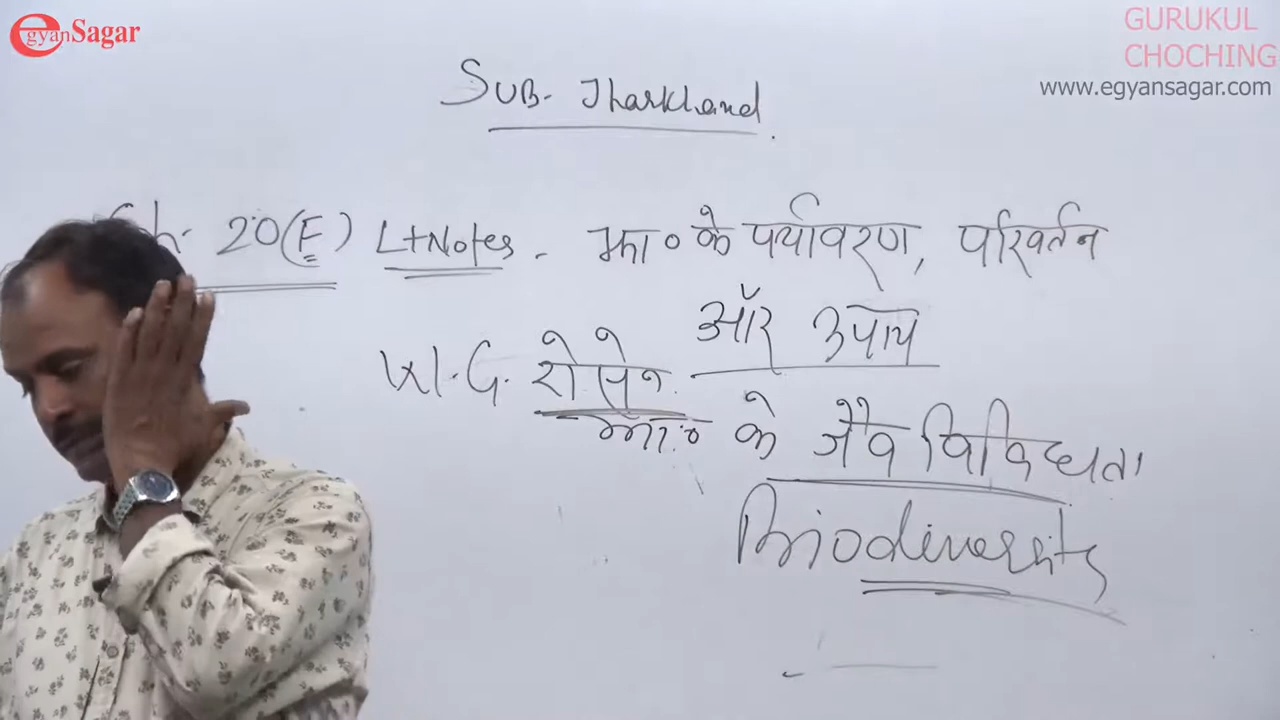 egyanSagar
GURUKUL
CHOCHING
www.egyansagar.com
SUB- Jharkhand.
Ch- 20(E) L+Notes - झा० के पर्यावरण, परिवर्तन
और उपाय
W.G. रोसेन
झा० के जैव विविधता
Biodiversity